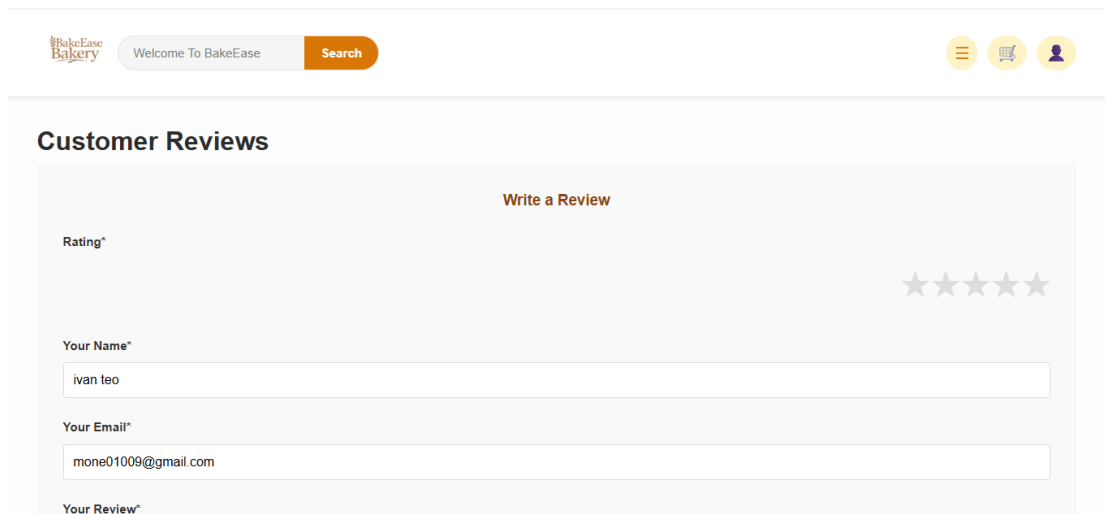 BakeEase
Bakery
Welcome To BakeEase
Search
Customer Reviews
Write a Review
Rating*
Your Name*
ivan teo
Your Email*
mone01009@gmail.com
Your Review*